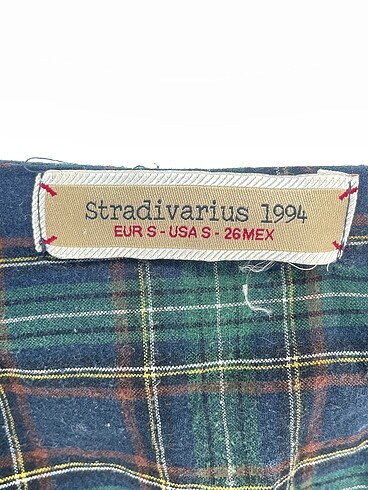 Stradivarius 1994
EUR S - USA S - 26 MEX